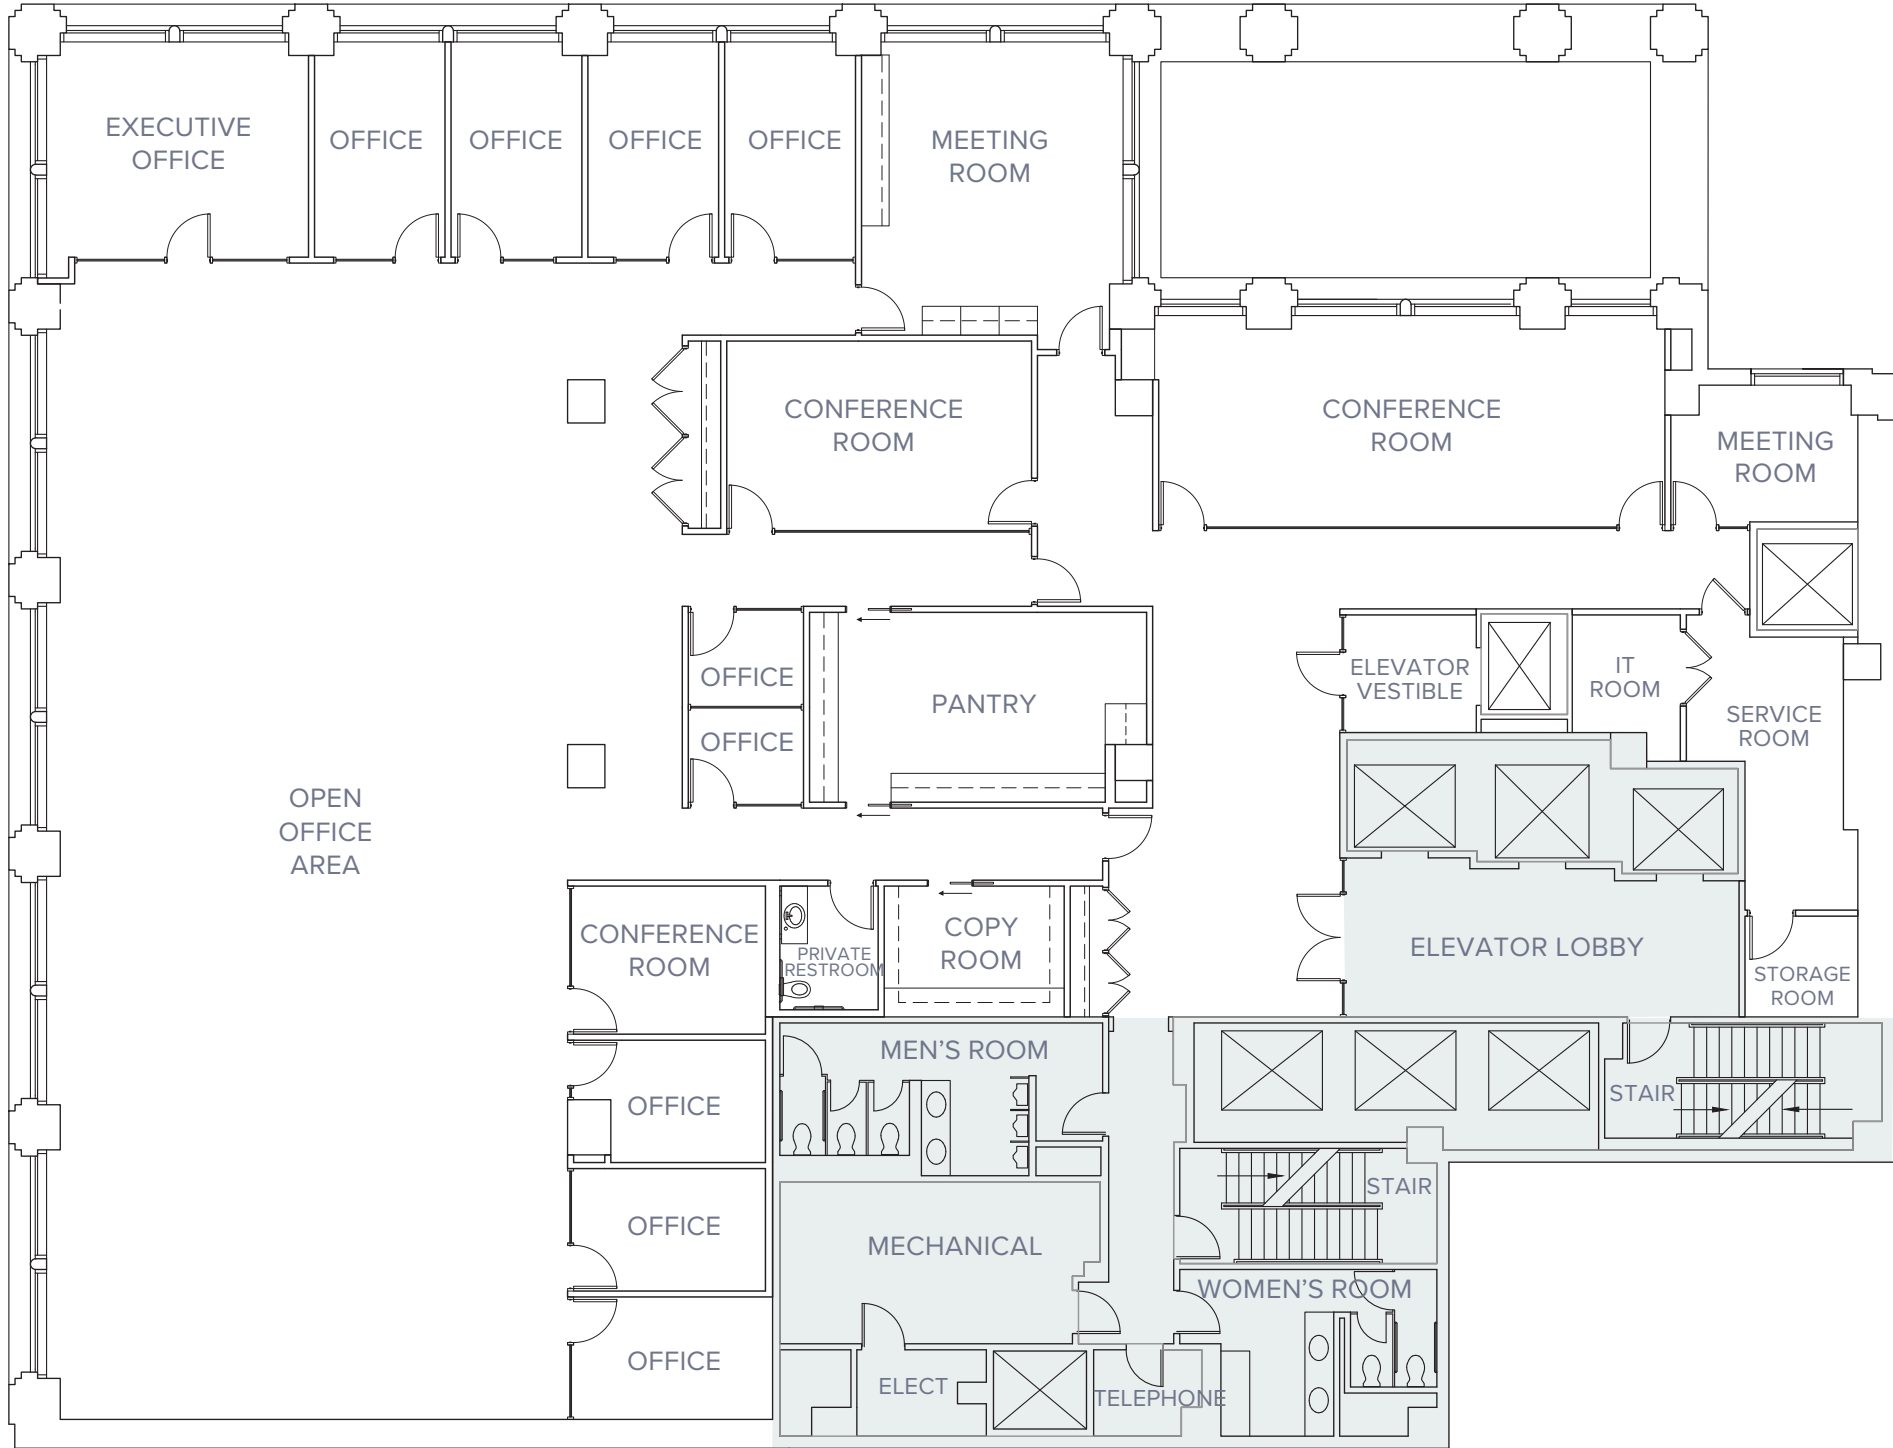 EXECUTIVE
OFFICE
OFFICE
OFFICE
OFFICE
OFFICE
MEETING
ROOM
CONFERENCE
ROOM
CONFERENCE
ROOM
MEETING
ROOM
OFFICE
OFFICE
PANTRY
ELEVATOR
VESTIBLE
IT
ROOM
SERVICE
ROOM
OPEN
OFFICE
AREA
CONFERENCE
ROOM
PRIVATE
RESTROOM
COPY
ROOM
ELEVATOR LOBBY
STORAGE
ROOM
MEN'S ROOM
OFFICE
STAIR
STAIR
OFFICE
MECHANICAL
WOMEN'S ROOM
OFFICE
ELECT
TELEPHONE